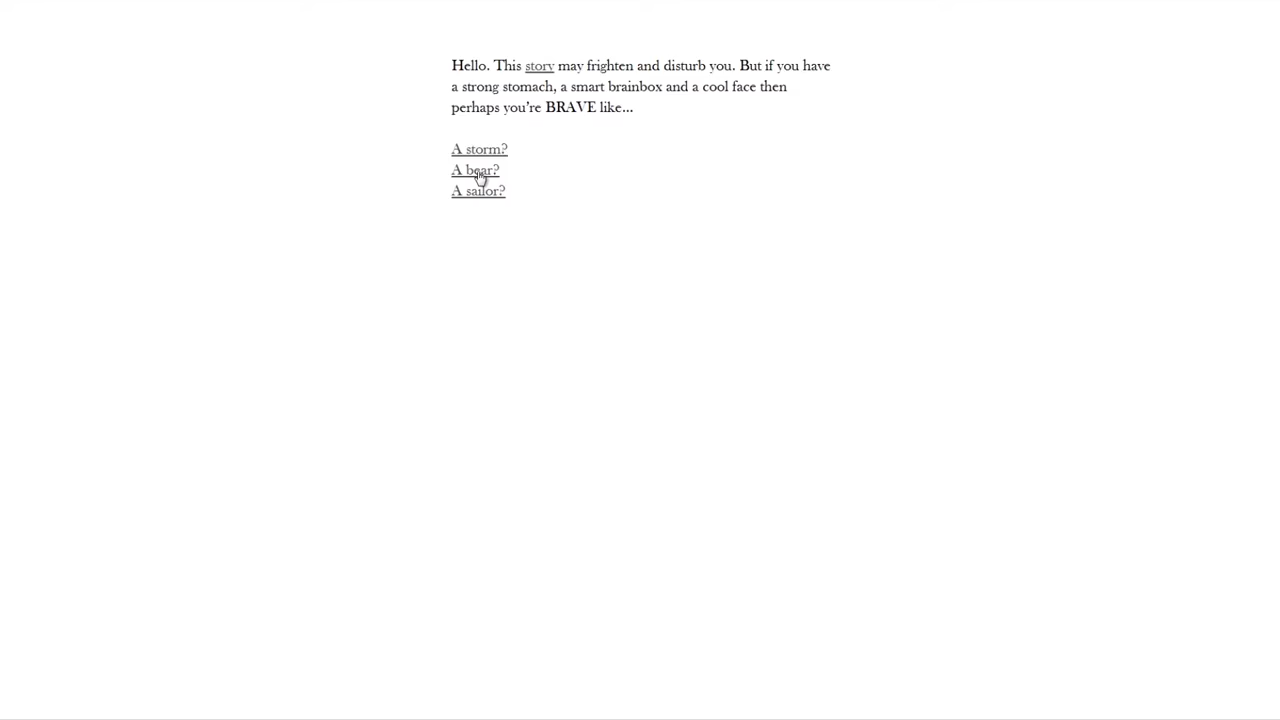 Hello. This story may frighten and disturb you. But if you have
a strong stomach, a smart brainbox and a cool face then
perhaps you're BRAVE like...
A storm?
A bear?
A sailor?